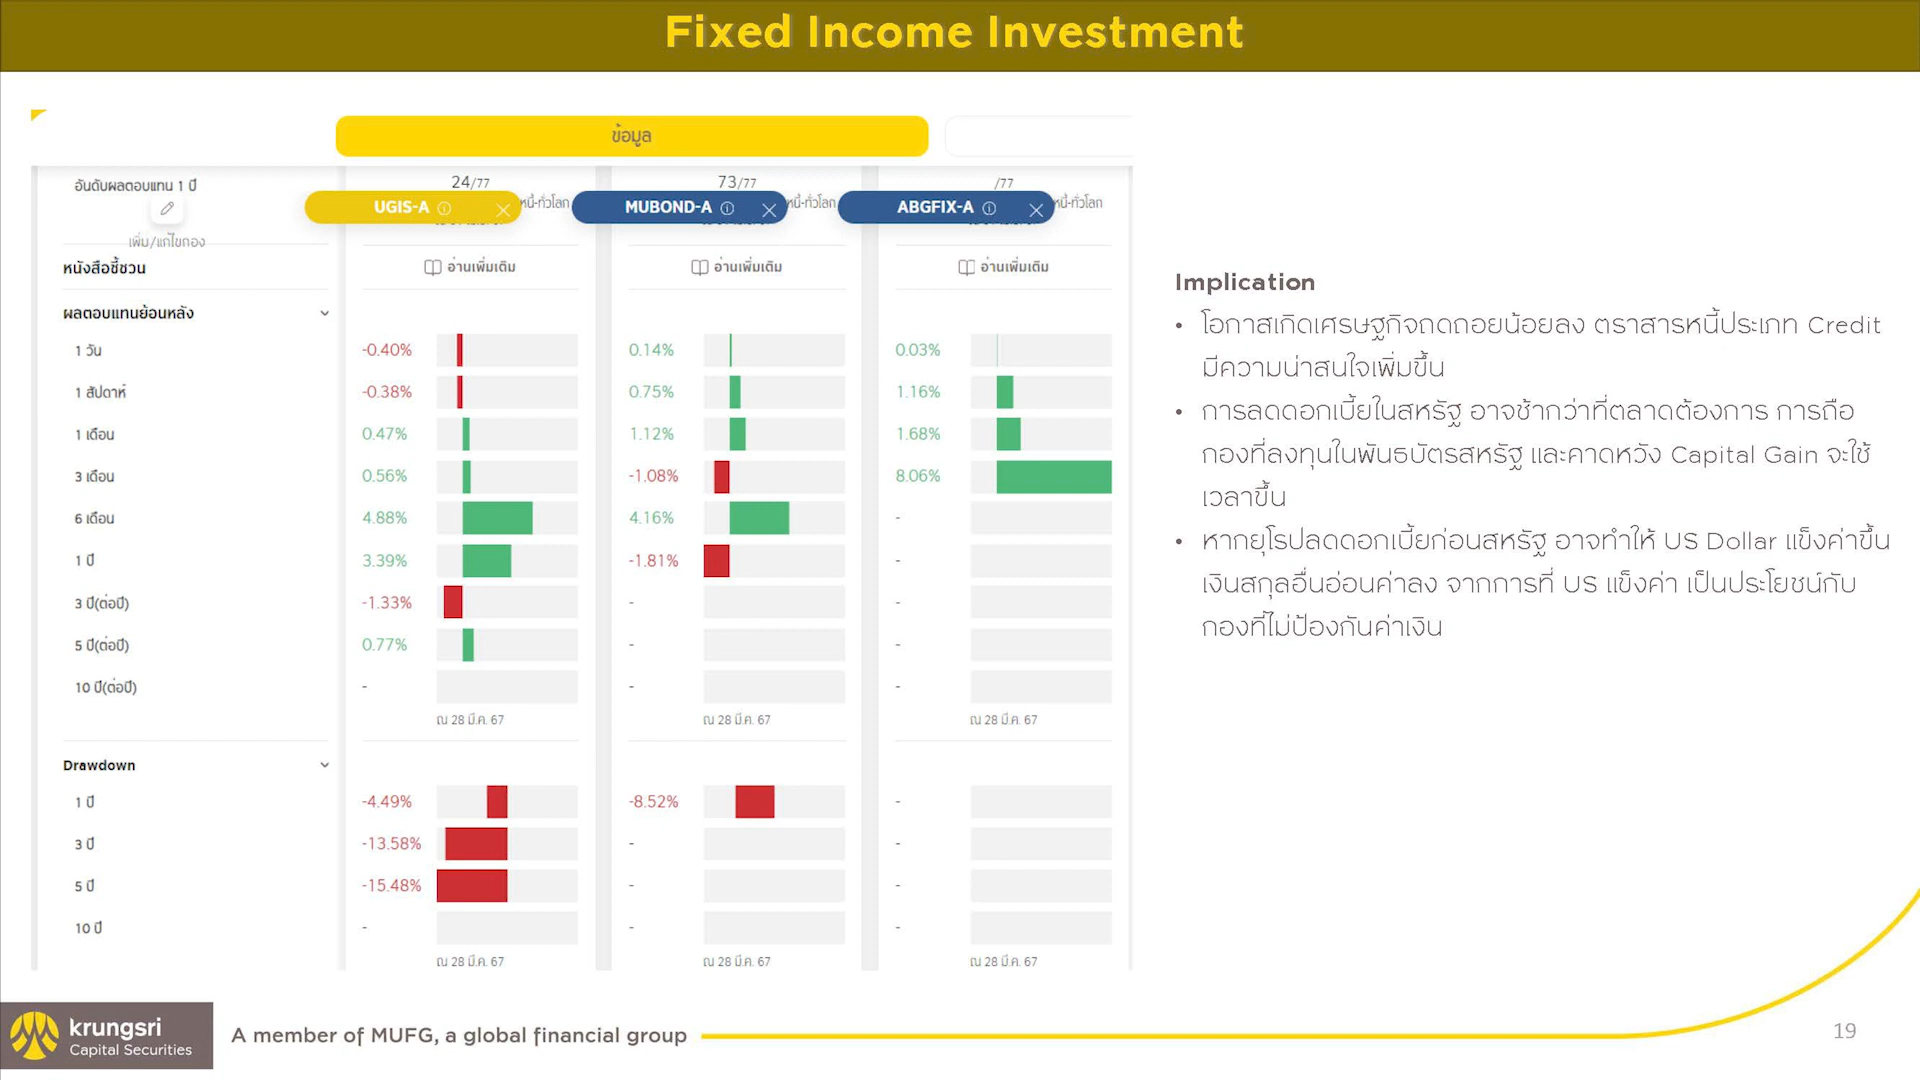 Fixed Income Investment
ข้อมูล
อันดับผลตอบแทน 1 ปี
24/77
73/77
/77
UGIS-A
หนี้-ทั่วโลก
MUBOND-A
หนี้-ทั่วโลก
ABGFIX-A
หนี้-ทั่วโลก
เพิ่ม/แก้ไขกอง
หนังสือชี้ชวน
อ่านเพิ่มเติม
อ่านเพิ่มเติม
อ่านเพิ่มเติม
ผลตอบแทนย้อนหลัง
1 วัน -0.40% 0.14% 0.03%
1 สัปดาห์ -0.38% 0.75% 1.16%
1 เดือน 0.47% 1.12% 1.68%
3 เดือน 0.56% -1.08% 8.06%
6 เดือน 4.88% 4.16% -
1 ปี 3.39% -1.81% -
3 ปี(ต่อปี) -1.33% - -
5 ปี(ต่อปี) 0.77% - -
10 ปี(ต่อปี) - - -
ณ 28 มี.ค. 67 ณ 28 มี.ค. 67 ณ 28 มี.ค. 67
Drawdown
1 ปี -4.49% -8.52% -
3 ปี -13.58% - -
5 ปี -15.48% - -
10 ปี - - -
ณ 28 มี.ค. 67 ณ 28 มี.ค. 67 ณ 28 มี.ค. 67
Implication
• โอกาสเกิดเศรษฐกิจถดถอยน้อยลง ตราสารหนี้ประเภท Credit
มีความน่าสนใจเพิ่มขึ้น
• การลดดอกเบี้ยในสหรัฐ อาจช้ากว่าที่ตลาดต้องการ การถือ
กองที่ลงทุนในพันธบัตรสหรัฐ และคาดหวัง Capital Gain จะใช้
เวลาขึ้น
• หากยุโรปลดดอกเบี้ยก่อนสหรัฐ อาจทำให้ US Dollar แข็งค่าขึ้น
เงินสกุลอื่นอ่อนค่าลง จากการที่ US แข็งค่า เป็นประโยชน์กับ
กองที่ไม่ป้องกันค่าเงิน
krungsri
Capital Securities
A member of MUFG, a global financial group
19